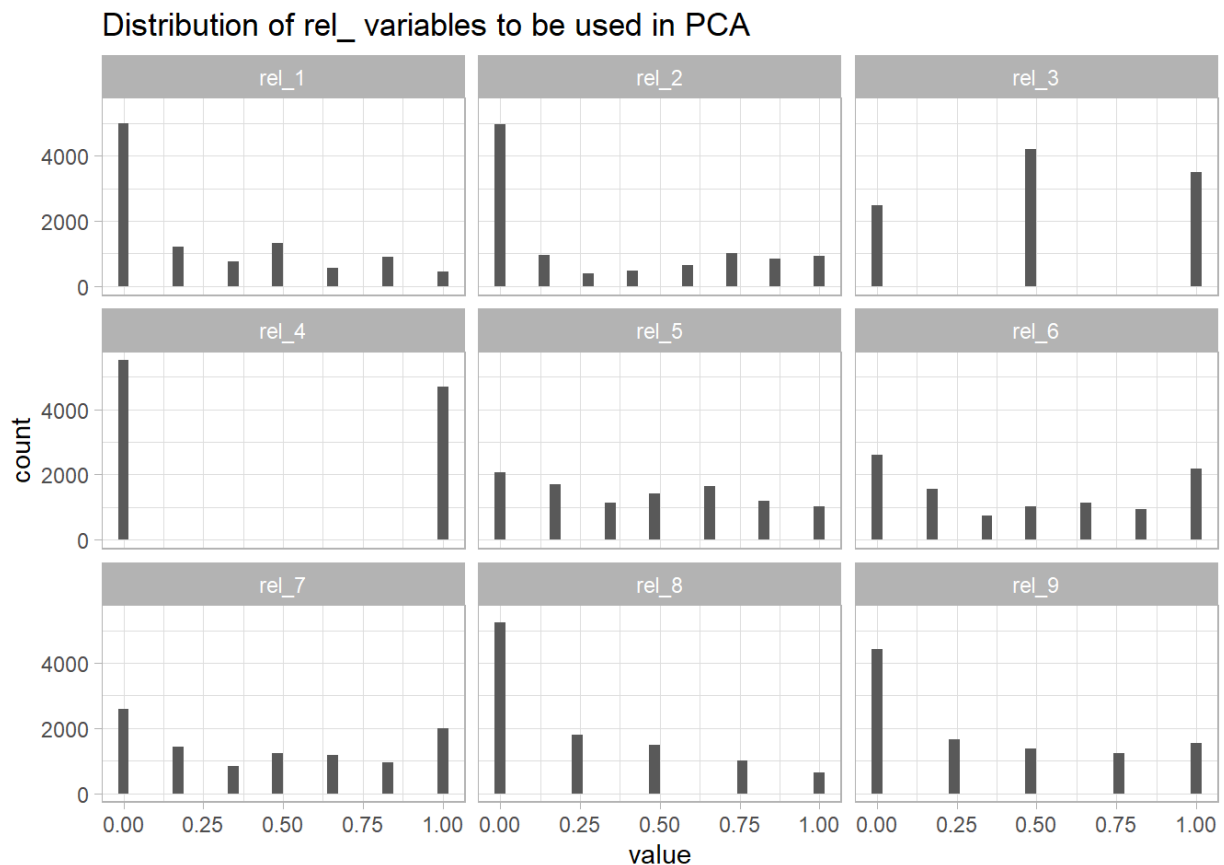 Distribution of rel_ variables to be used in PCA
rel_1 rel_2 rel_3
4000
2000
0
rel_4 rel_5 rel_6
4000
2000
0
count
rel_7 rel_8 rel_9
4000
2000
0
0.00 0.25 0.50 0.75 1.00 0.00 0.25 0.50 0.75 1.00 0.00 0.25 0.50 0.75 1.00
value